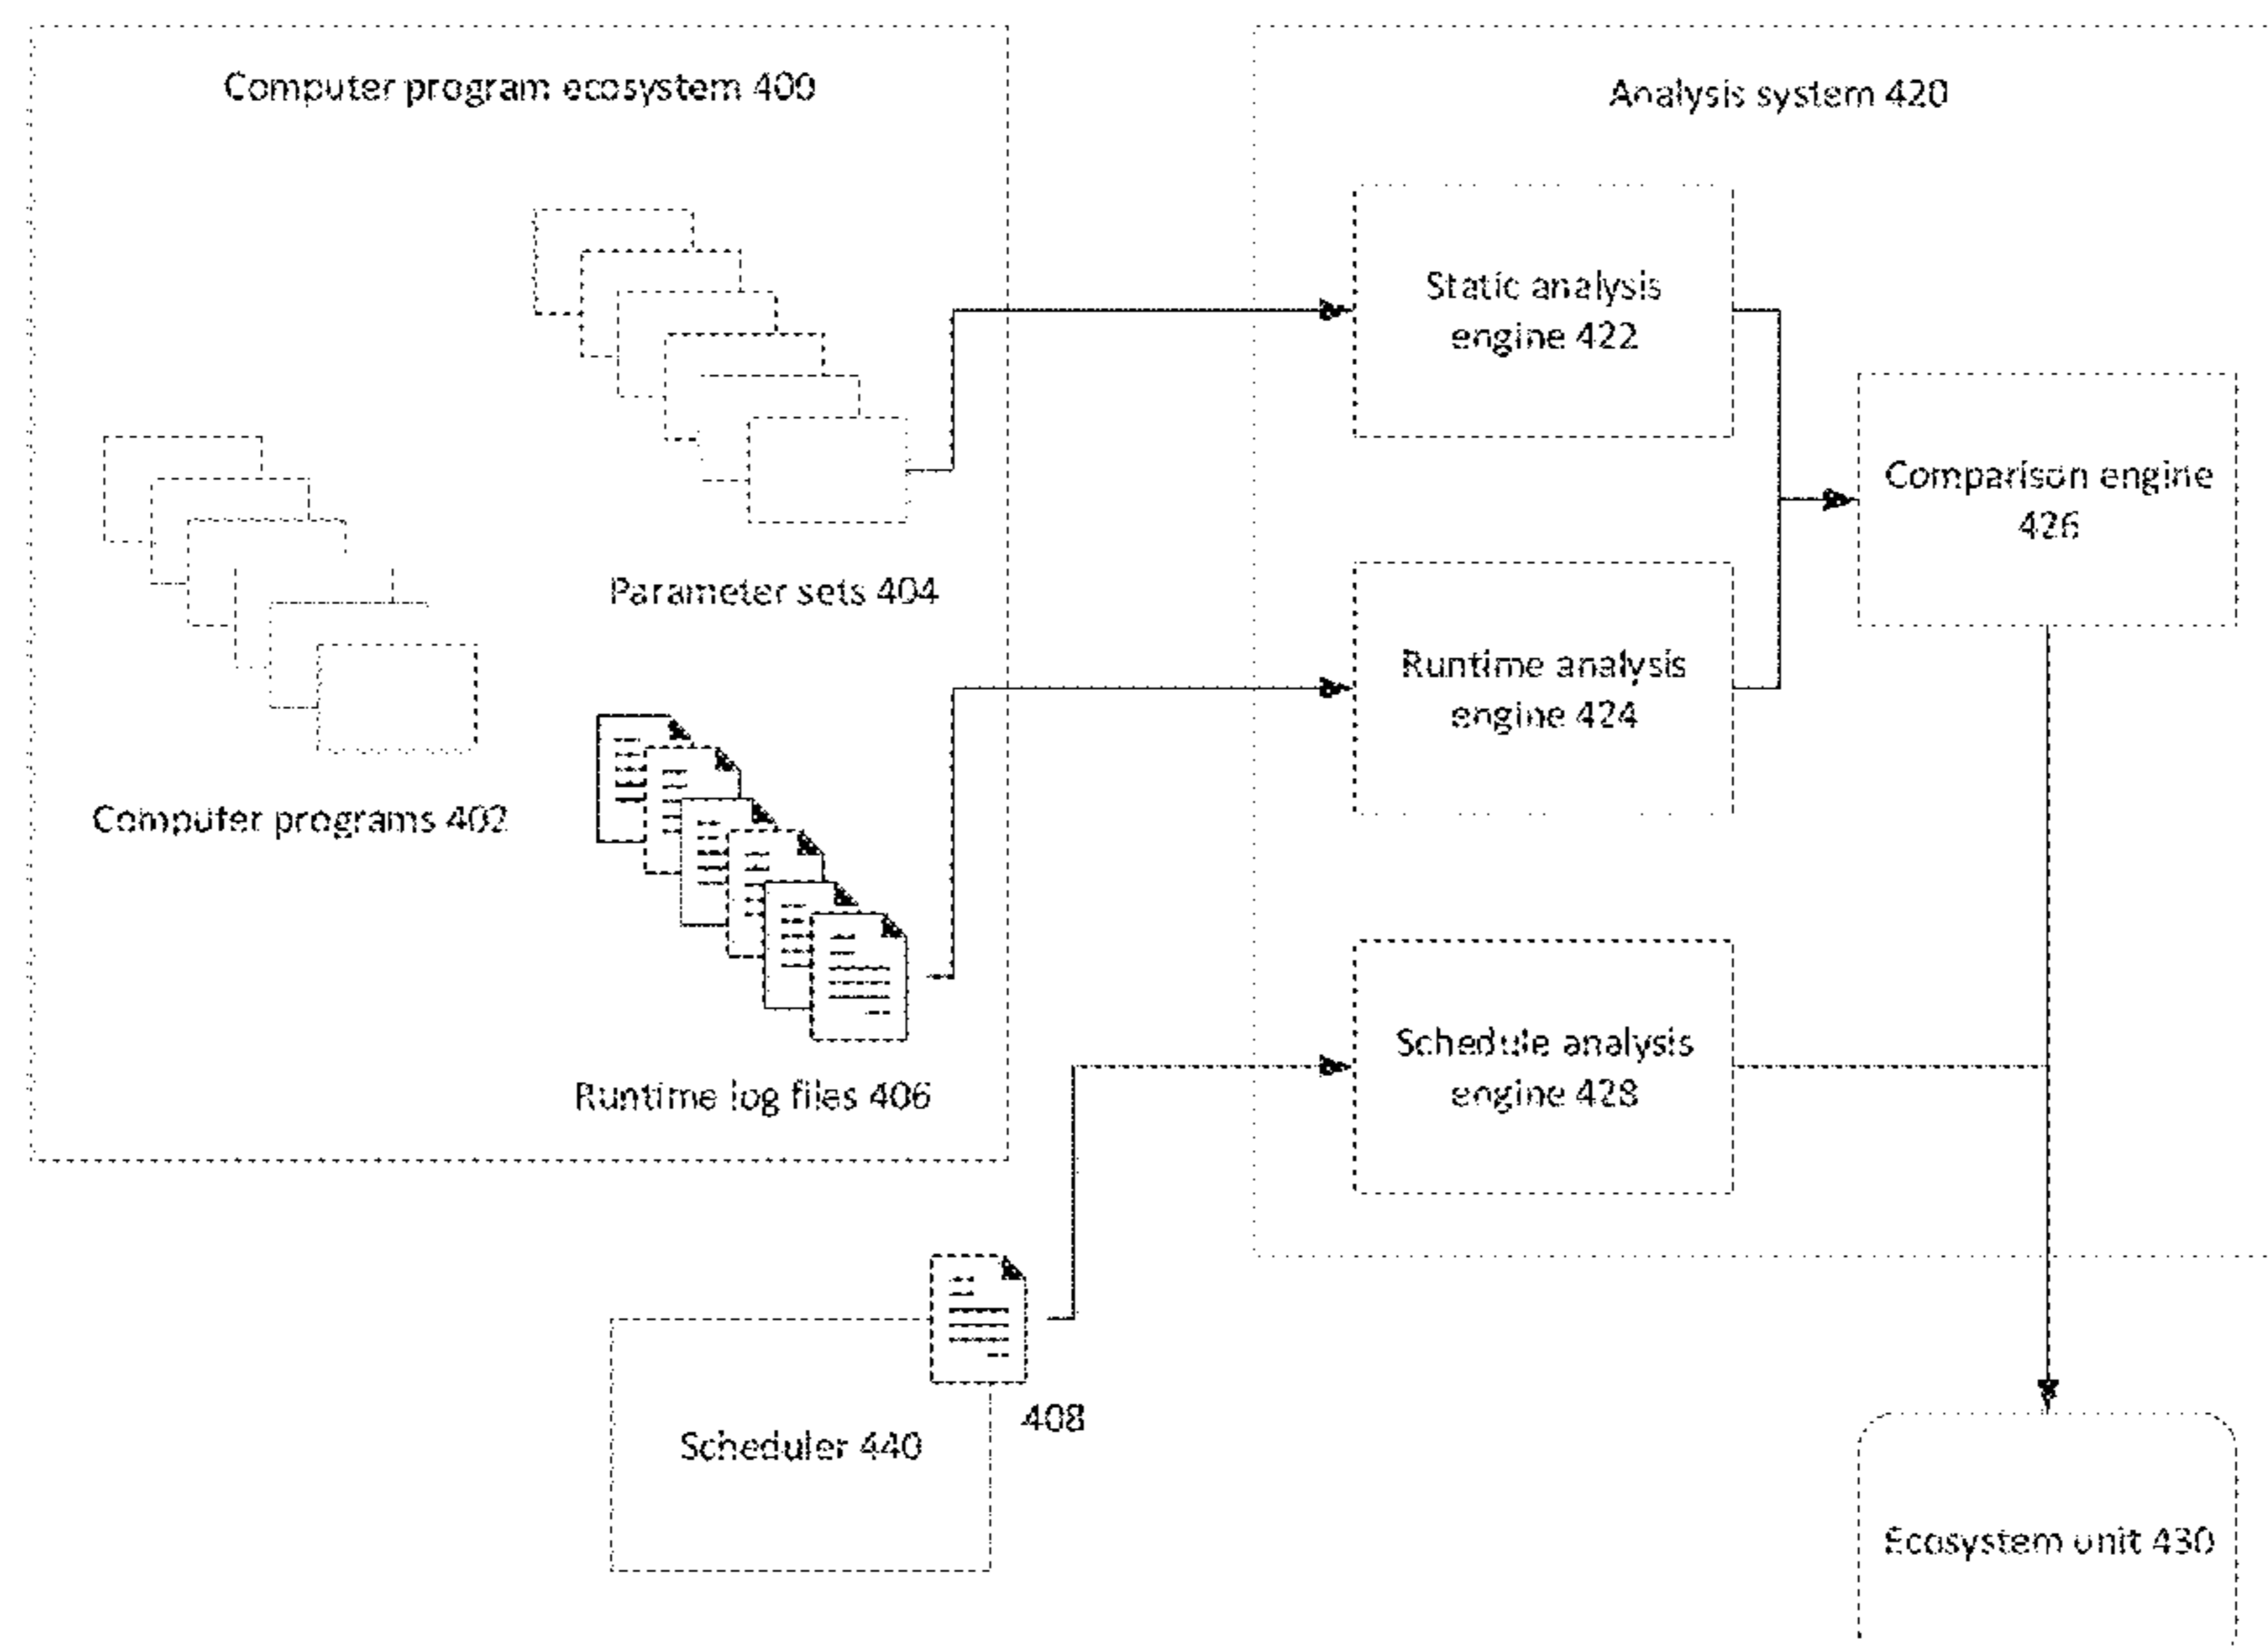 Computer program ecosystem 400
Analysis system 420
Static analysis
engine 422
Comparison engine
426
Parameter sets 404
Runtime analysis
engine 424
Computer programs 402
Schedule analysis
engine 428
Runtime log files 406
408
Scheduler 440
Ecosystem unit 430